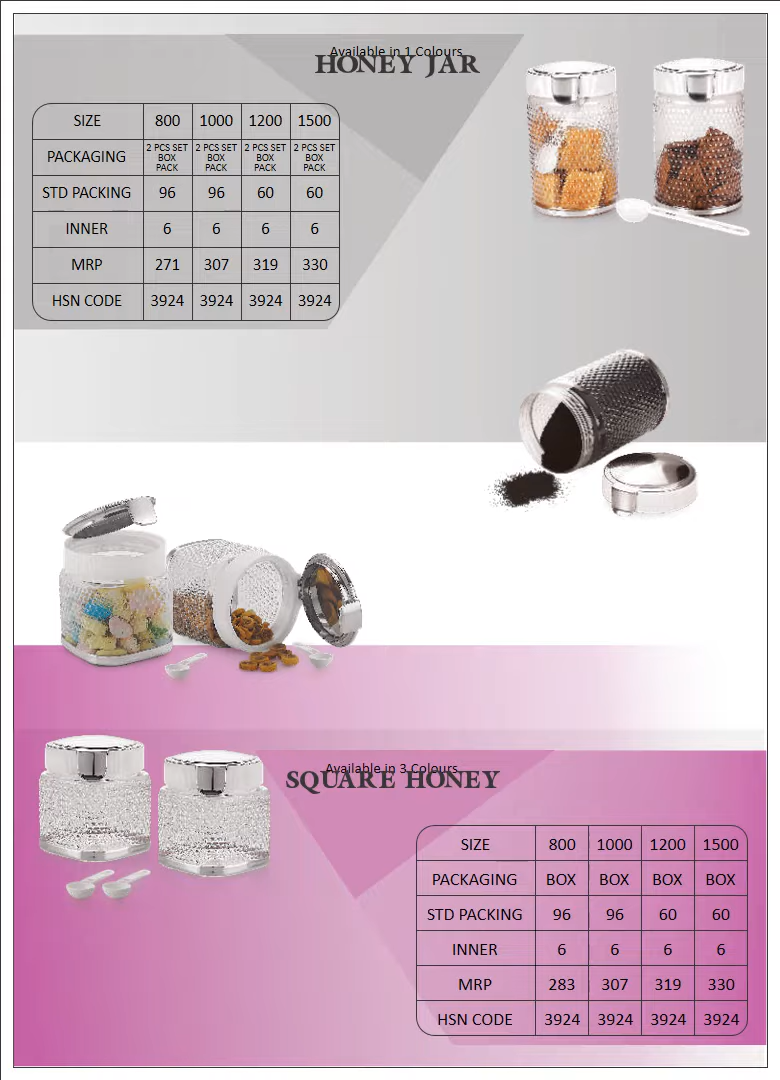 Available in 1 Colours
HONEY JAR
SIZE 800 1000 1200 1500
PACKAGING 2 PCS SET BOX PACK 2 PCS SET BOX PACK 2 PCS SET BOX PACK 2 PCS SET BOX PACK
STD PACKING 96 96 60 60
INNER 6 6 6 6
MRP 271 307 319 330
HSN CODE 3924 3924 3924 3924
Available in 3 Colours
SQUARE HONEY
SIZE 800 1000 1200 1500
PACKAGING BOX BOX BOX BOX
STD PACKING 96 96 60 60
INNER 6 6 6 6
MRP 283 307 319 330
HSN CODE 3924 3924 3924 3924